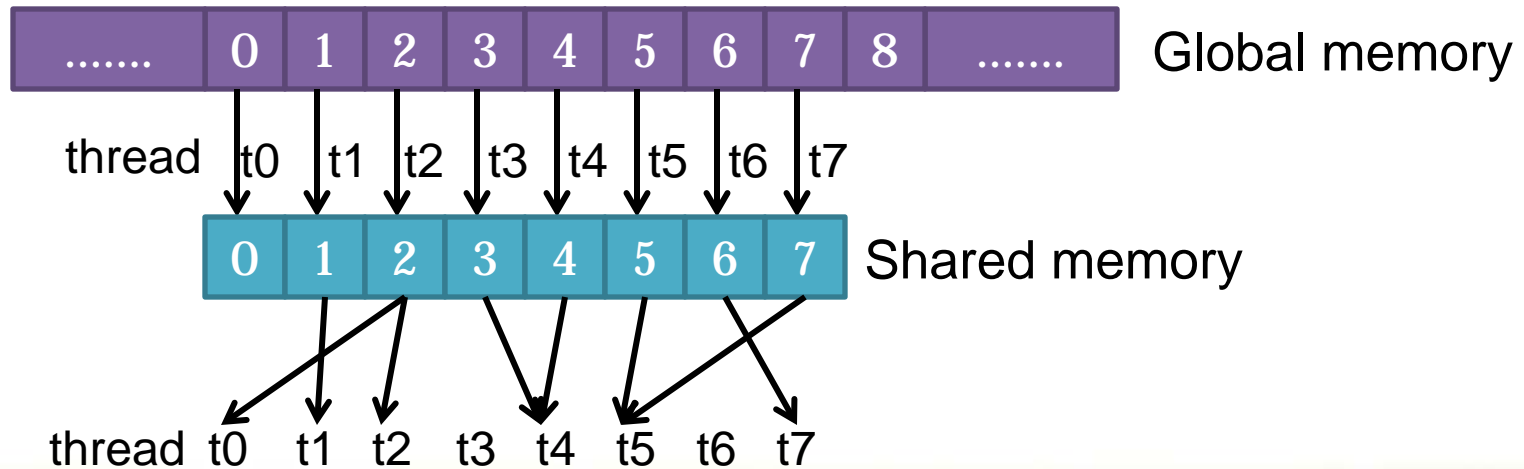 ....... 0 1 2 3 4 5 6 7 8 ....... Global memory
thread t0 t1 t2 t3 t4 t5 t6 t7
0 1 2 3 4 5 6 7 Shared memory
thread t0 t1 t2 t3 t4 t5 t6 t7